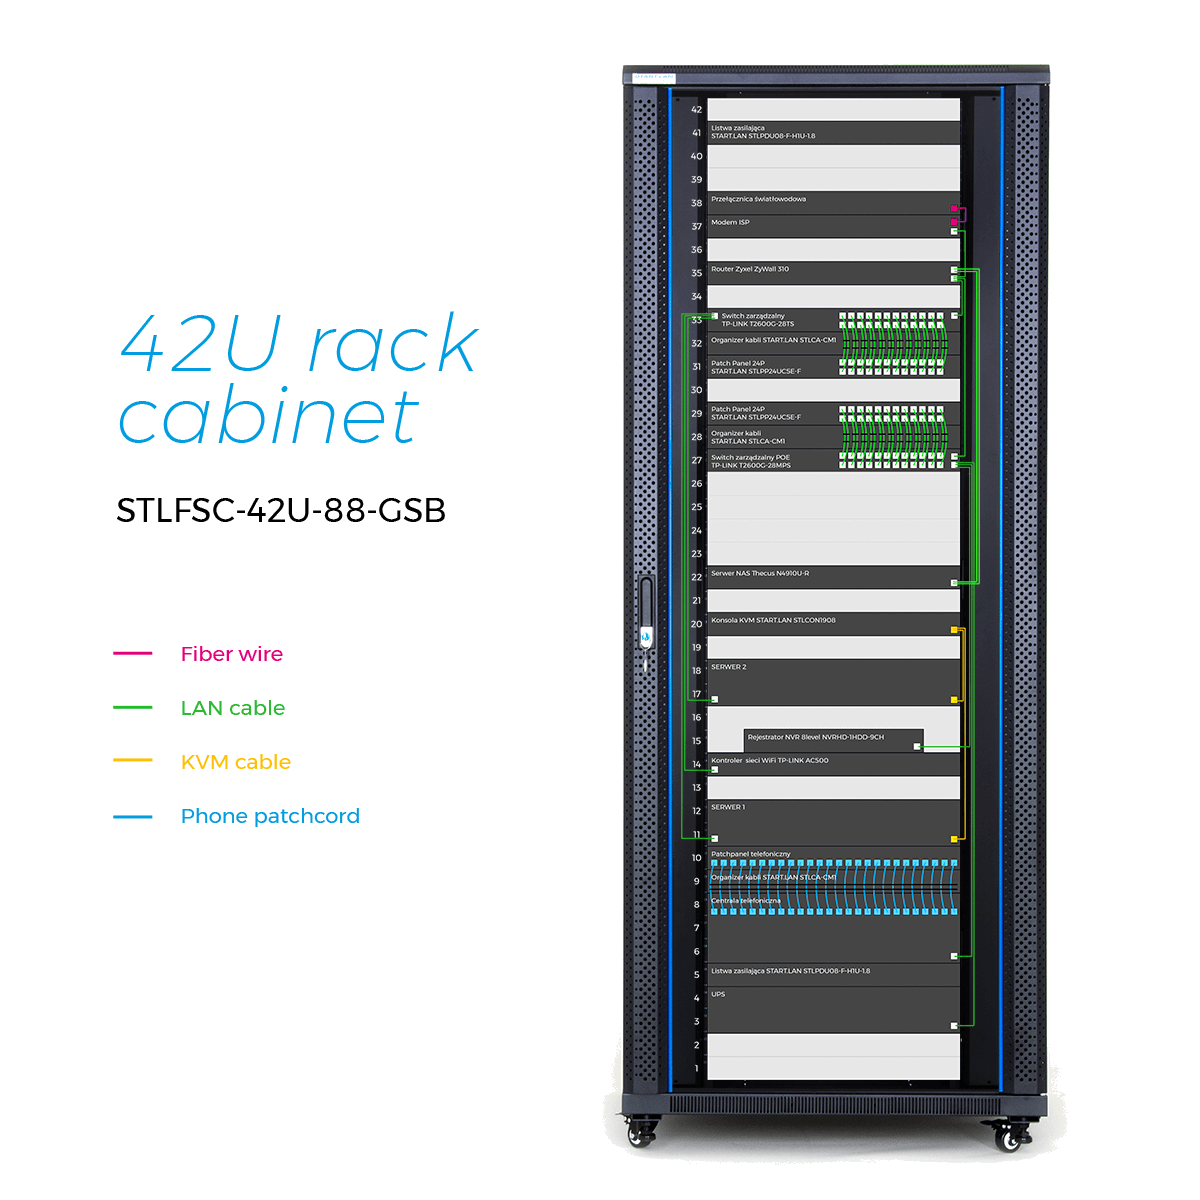 42U rack
cabinet
STLFSC-42U-88-GSB
Fiber wire
LAN cable
KVM cable
Phone patchcord
42
41
Listwa zasilająca
START.LAN STLPDU08-F-H1U-1.8
40
39
38
Przełącznica światłowodowa
37
Modem ISP
36
35
Router Zyxel ZyWall 310
34
33
Switch zarządzalny
TP-LINK T2600G-28TS
32
Organizer kabli START.LAN STLCA-CM1
31
Patch Panel 24P
START.LAN STLPP24UC5E-F
30
29
Patch Panel 24P
START.LAN STLPP24UC5E-F
28
Organizer kabli
START.LAN STLCA-CM1
27
Switch zarządzalny POE
TP-LINK T2600G-28MPS
26
25
24
23
22
Serwer NAS Thecus N4910U-R
21
20
Konsola KVM START.LAN STLCON1908
19
18
SERWER 2
17
16
15
Rejestrator NVR 8level NVRHD-1HDD-9CH
14
Kontroler sieci WiFi TP-LINK AC500
13
12
SERWER 1
11
10
Patchpanel telefoniczny
9
Organizer kabli START.LAN STLCA-CM1
8
Centrala telefoniczna
7
6
5
Listwa zasilająca START.LAN STLPDU08-F-H1U-1.8
4
UPS
3
2
1